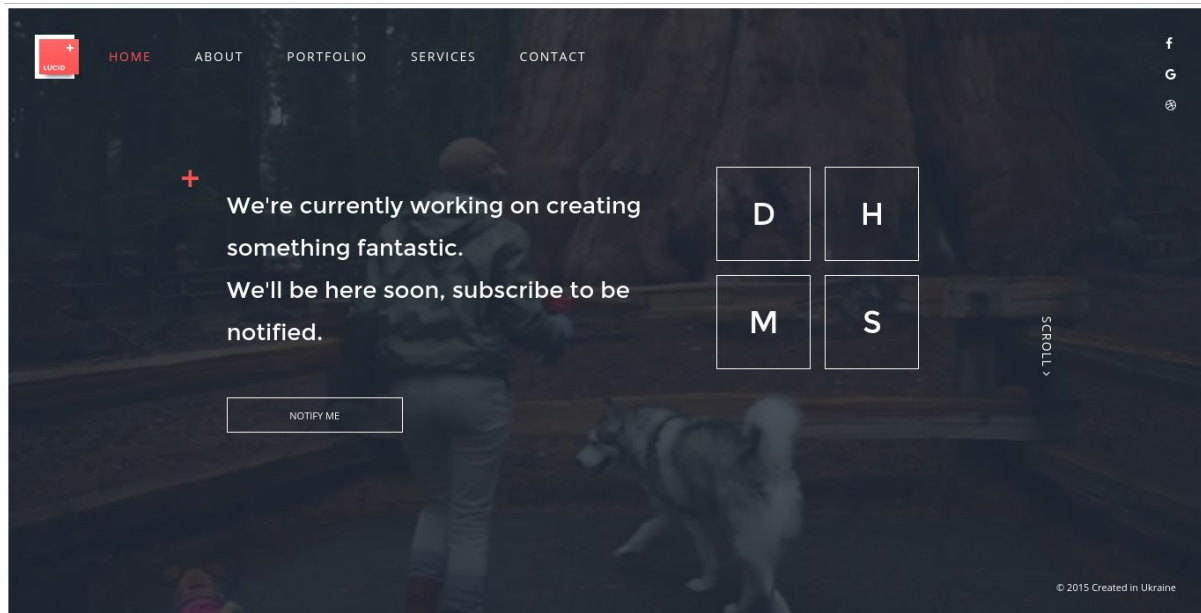 LUCID
HOME ABOUT PORTFOLIO SERVICES CONTACT
We're currently working on creating
something fantastic.
We'll be here soon, subscribe to be
notified.
NOTIFY ME
D H
M S
SCROLL >
© 2015 Created in Ukraine